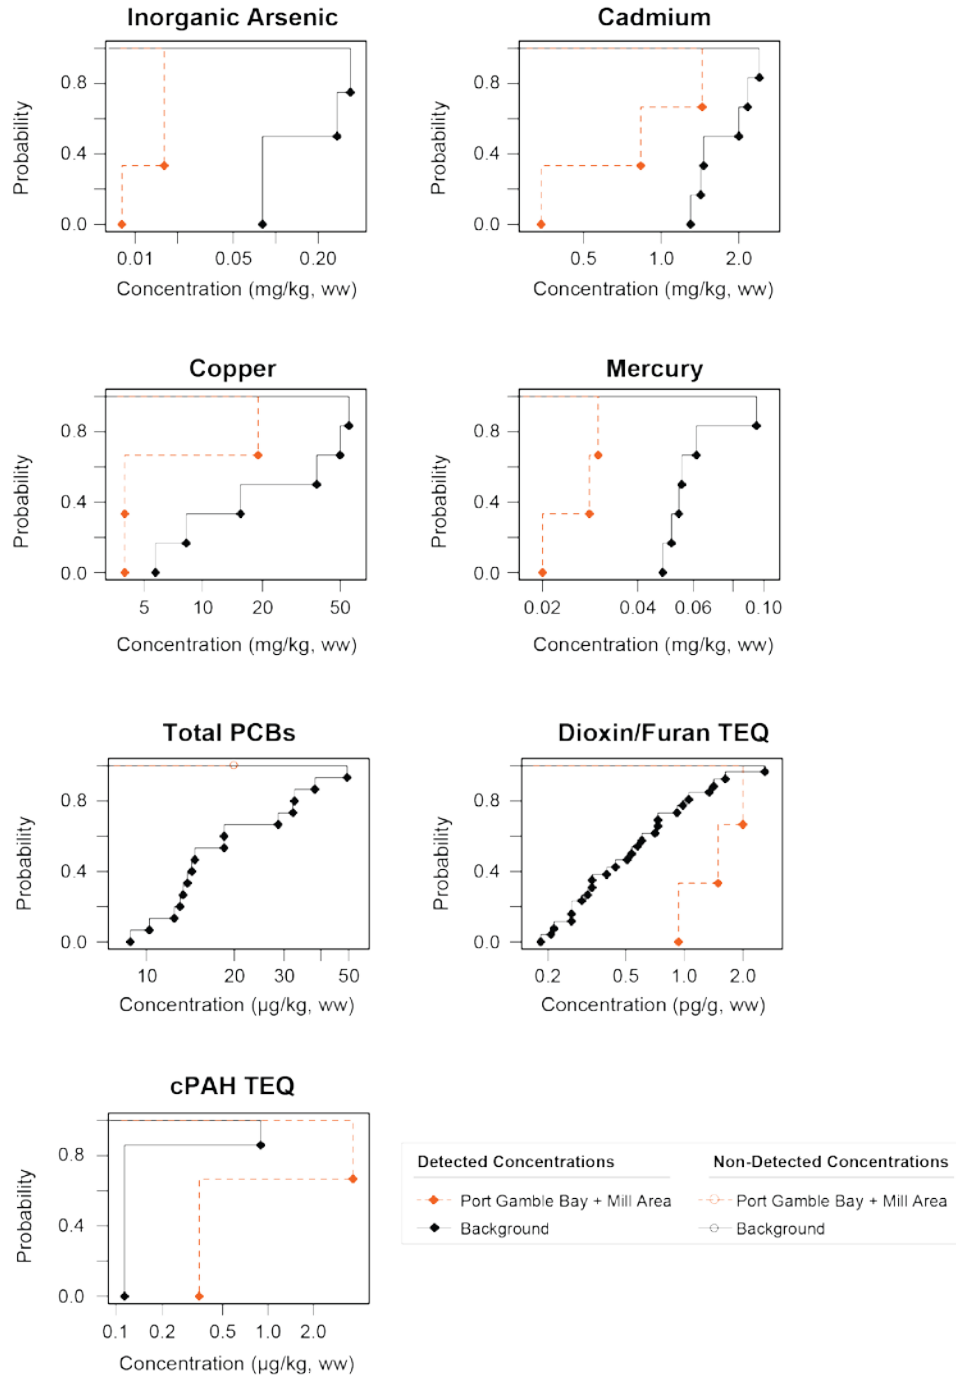 Inorganic Arsenic
Probability
0.8
0.4
0.0
0.01 0.05 0.20
Concentration (mg/kg, ww)
Cadmium
Probability
0.8
0.4
0.0
0.5 1.0 2.0
Concentration (mg/kg, ww)
Copper
Probability
0.8
0.4
0.0
5 10 20 50
Concentration (mg/kg, ww)
Mercury
Probability
0.8
0.4
0.0
0.02 0.04 0.06 0.10
Concentration (mg/kg, ww)
Total PCBs
Probability
0.8
0.4
0.0
10 20 30 50
Concentration (µg/kg, ww)
Dioxin/Furan TEQ
Probability
0.8
0.4
0.0
0.2 0.5 1.0 2.0
Concentration (pg/g, ww)
cPAH TEQ
Probability
0.8
0.4
0.0
0.1 0.2 0.5 1.0 2.0
Concentration (µg/kg, ww)
Detected Concentrations
Port Gamble Bay + Mill Area
Background
Non-Detected Concentrations
Port Gamble Bay + Mill Area
Background